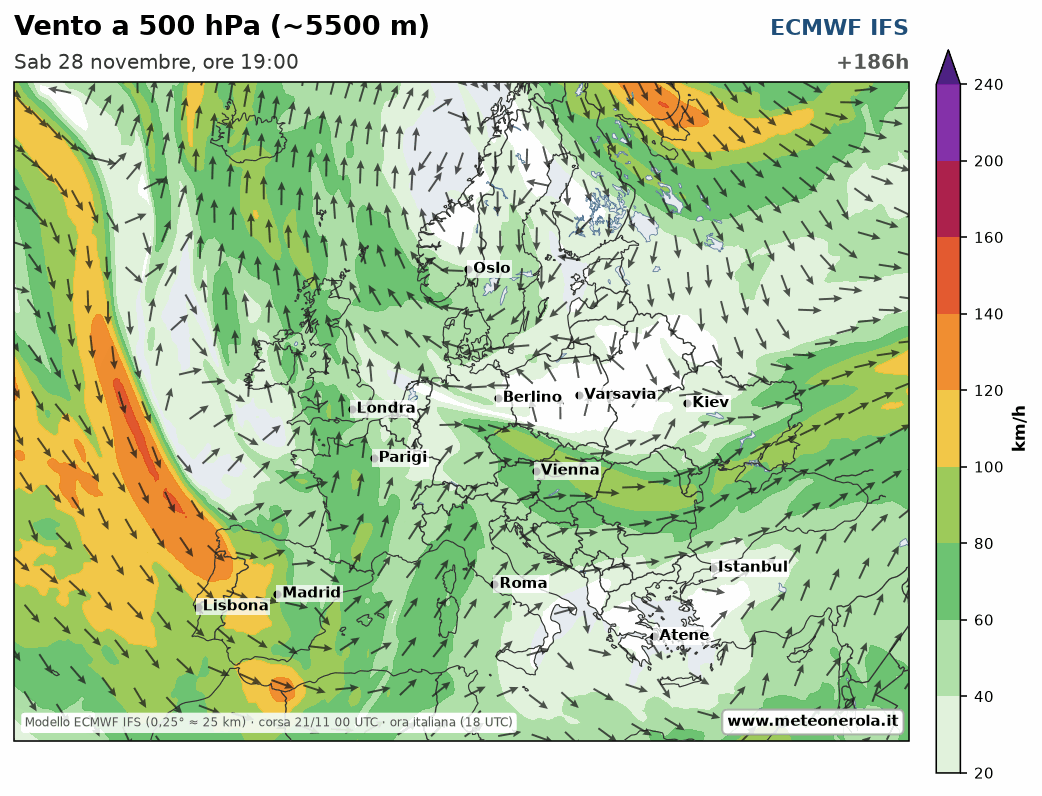 Vento a 500 hPa (~5500 m)
ECMWF IFS
Sab 28 novembre, ore 19:00
+186h
240
200
160
140
120
100
80
60
40
20
km/h
Oslo
Londra
Berlino
Varsavia
Kiev
Parigi
Vienna
Istanbul
Roma
Madrid
Lisbona
Atene
Modello ECMWF IFS (0,25° ≈ 25 km) · corsa 21/11 00 UTC · ora italiana (18 UTC)
www.meteonerola.it